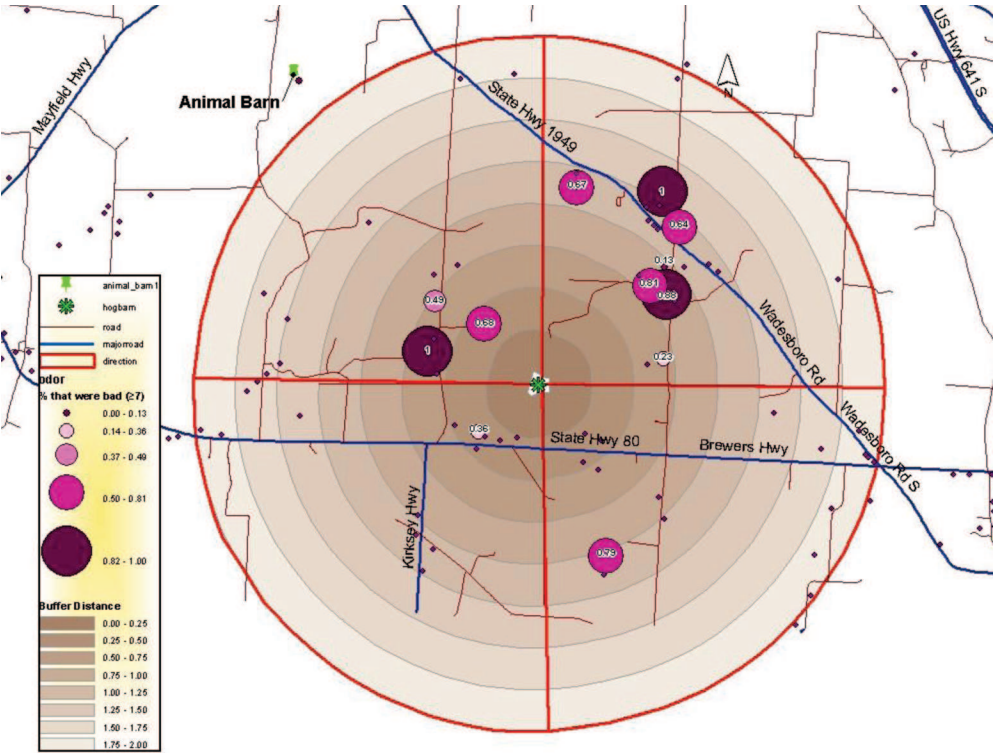 US Hwy 641 S
Mayfield Hwy
Animal Barn
N
State Hwy 1949
0.67
1
0.64
0.13
0.81
0.88
0.49
0.68
1
0.23
Wadesboro Rd
0.36
State Hwy 80
Brewers Hwy
Wadesboro Rd S
Kirksey Hwy
0.79
animal_barn1
hogbarn
road
majorroad
direction
odor
% that were bad (≥7)
0.00 - 0.13
0.14 - 0.36
0.37 - 0.49
0.50 - 0.81
0.82 - 1.00
Buffer Distance
0.00 - 0.25
0.25 - 0.50
0.50 - 0.75
0.75 - 1.00
1.00 - 1.25
1.25 - 1.50
1.50 - 1.75
1.75 - 2.00